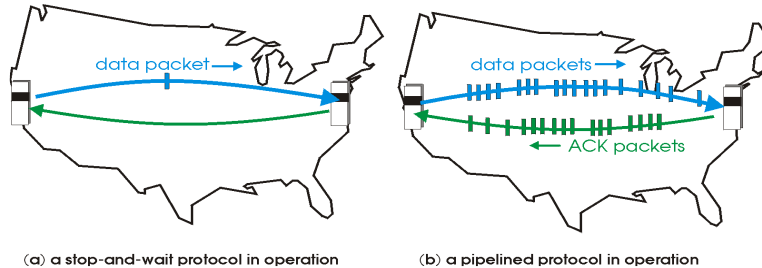 data packet
data packets
ACK packets
(a) a stop-and-wait protocol in operation
(b) a pipelined protocol in operation